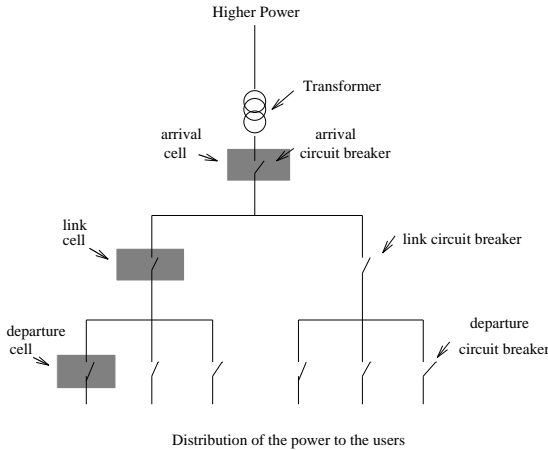 Higher Power
Transformer
arrival
cell
arrival
circuit breaker
link
cell
link circuit breaker
departure
cell
departure
circuit breaker
Distribution of the power to the users